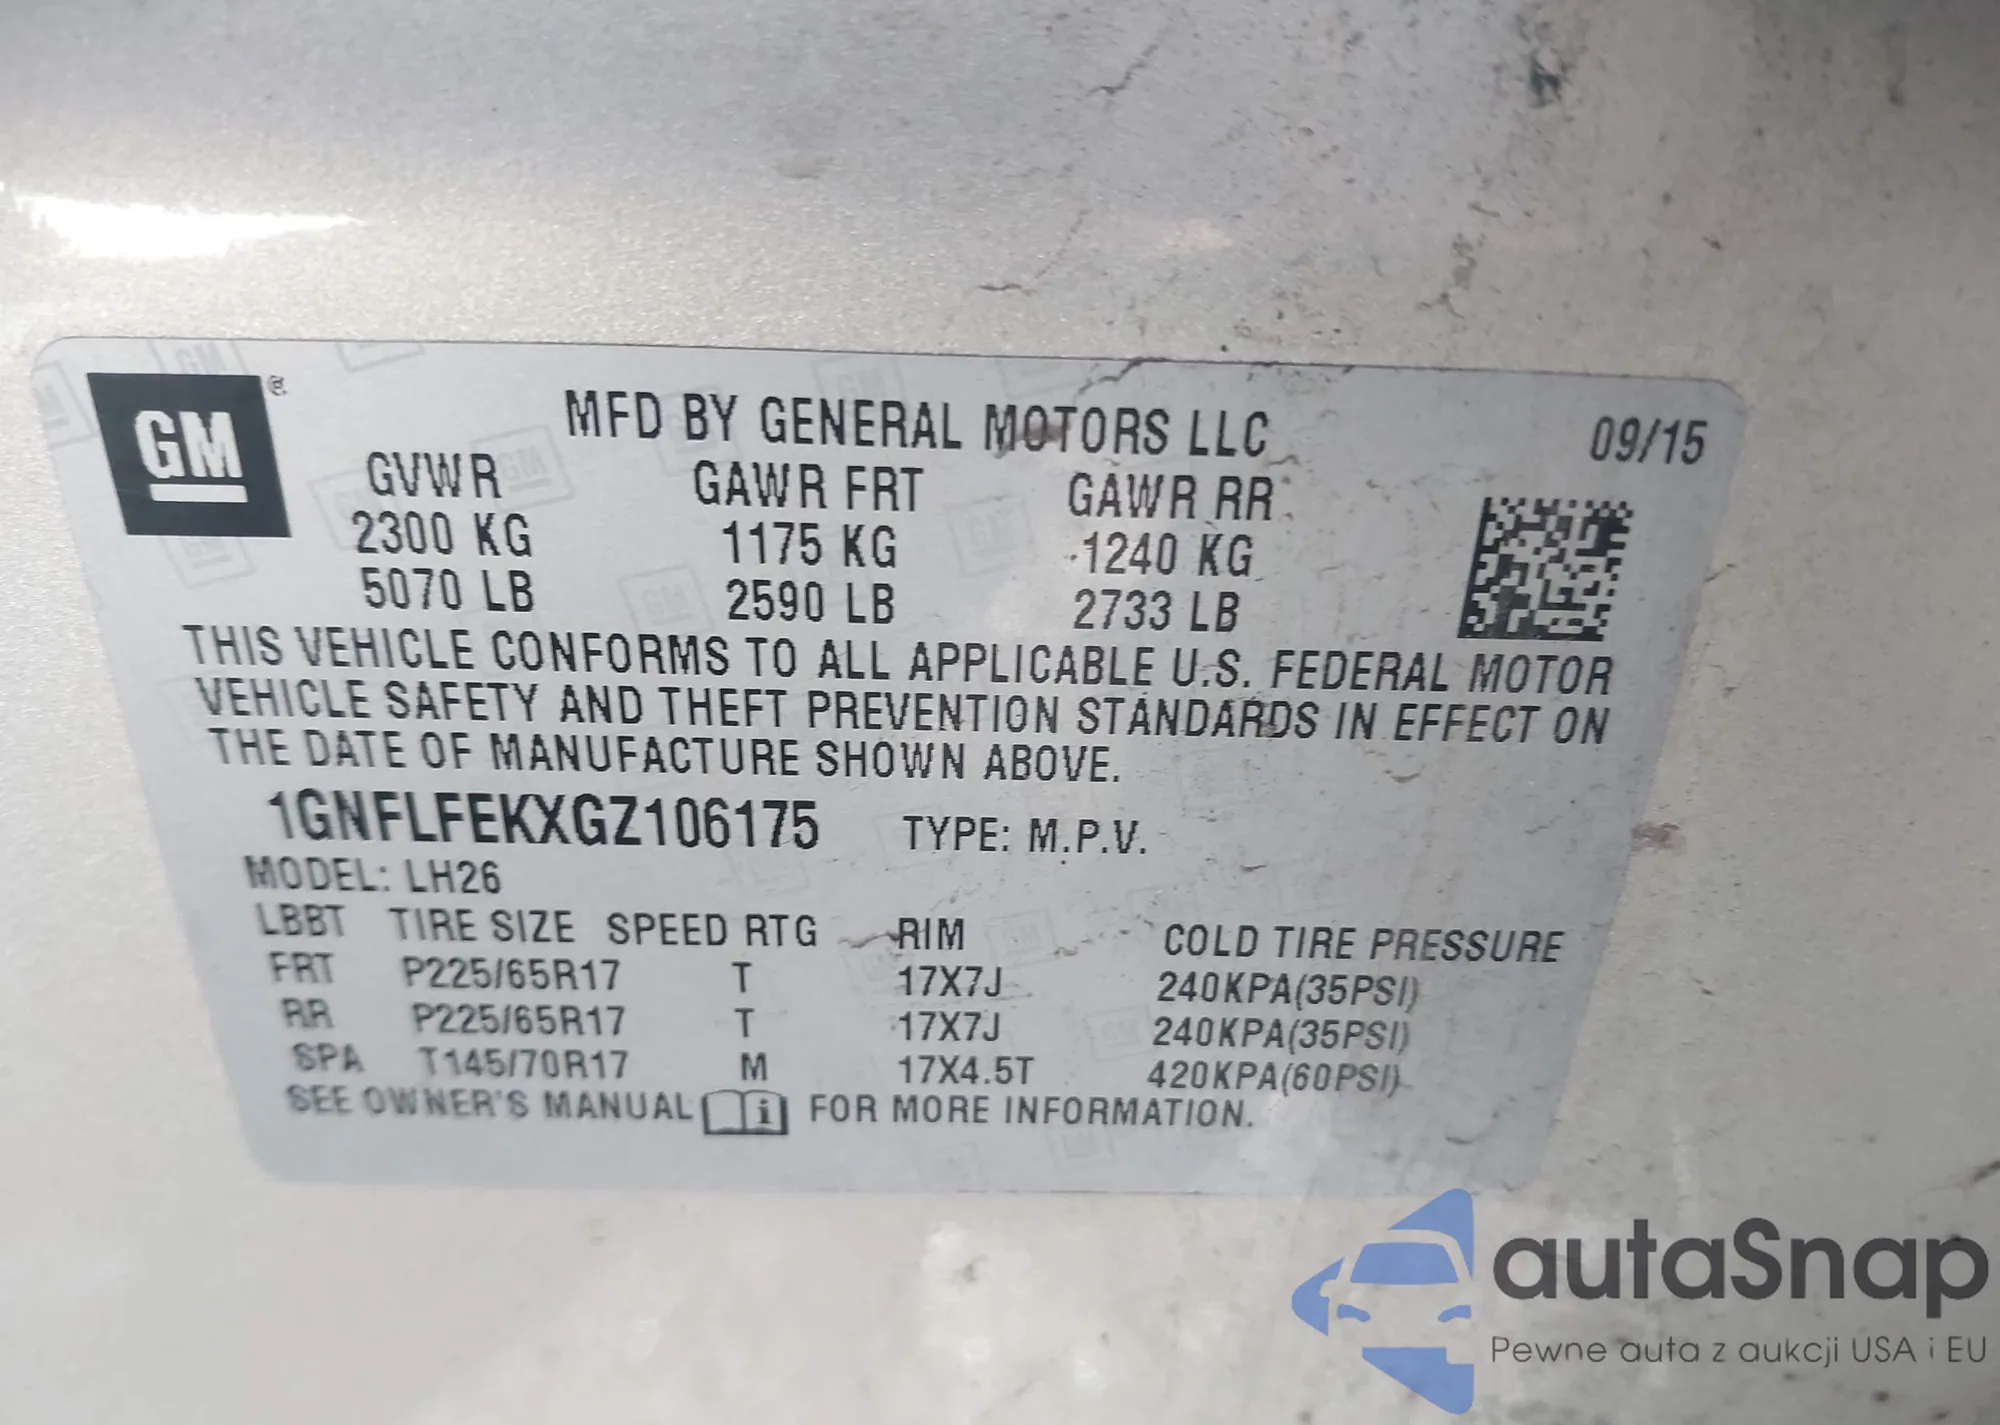 GM ®
MFD BY GENERAL MOTORS LLC 09/15
GVWR GAWR FRT GAWR RR
2300 KG 1175 KG 1240 KG
5070 LB 2590 LB 2733 LB
THIS VEHICLE CONFORMS TO ALL APPLICABLE U.S. FEDERAL MOTOR
VEHICLE SAFETY AND THEFT PREVENTION STANDARDS IN EFFECT ON
THE DATE OF MANUFACTURE SHOWN ABOVE.
1GNFLFEKXGZ106175 TYPE: M.P.V.
MODEL: LH26
LBBT TIRE SIZE SPEED RTG RIM COLD TIRE PRESSURE
FRT P225/65R17 T 17X7J 240KPA(35PSI)
RR P225/65R17 T 17X7J 240KPA(35PSI)
SPA T145/70R17 M 17X4.5T 420KPA(60PSI)
SEE OWNER'S MANUAL i FOR MORE INFORMATION.
autaSnap
Pewne auta z aukcji USA i EU